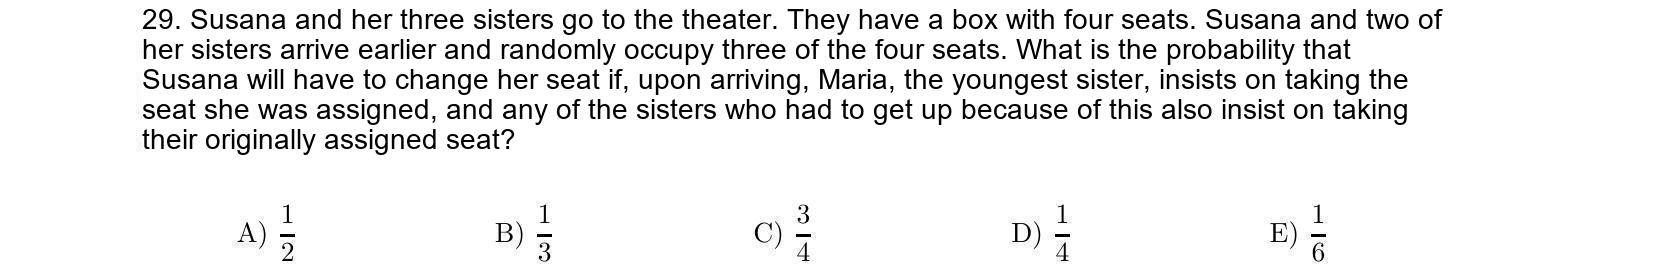 29. Susana and her three sisters go to the theater. They have a box with four seats. Susana and two of
her sisters arrive earlier and randomly occupy three of the four seats. What is the probability that
Susana will have to change her seat if, upon arriving, Maria, the youngest sister, insists on taking the
seat she was assigned, and any of the sisters who had to get up because of this also insist on taking
their originally assigned seat?
A) 1/2 B) 1/3 C) 3/4 D) 1/4 E) 1/6